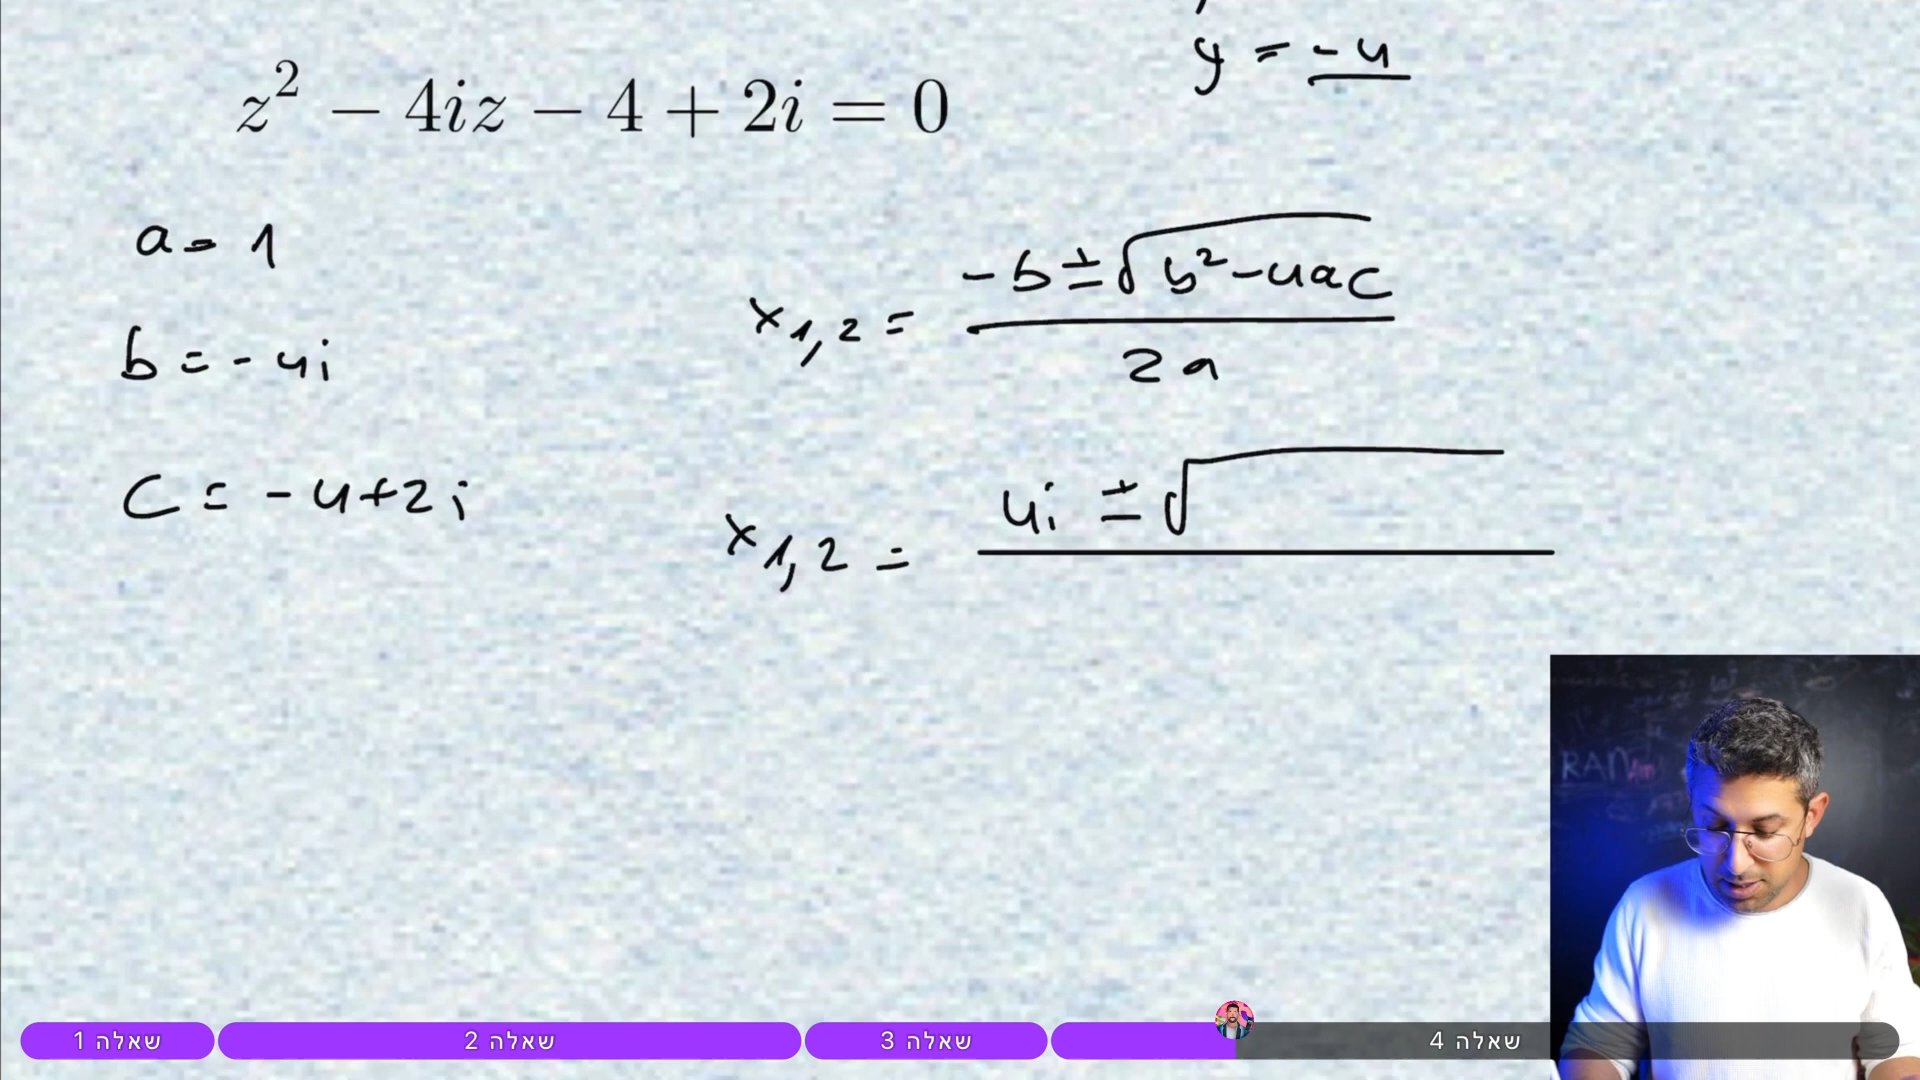 y = -4
z² - 4iz - 4 + 2i = 0
a = 1
b = -4i
c = -4+2i
x₁,₂ = (-b ± √(b² - 4ac)) / 2a
x₁,₂ = 4i ± √
RAN
שאלה 1
שאלה 2
שאלה 3
שאלה 4